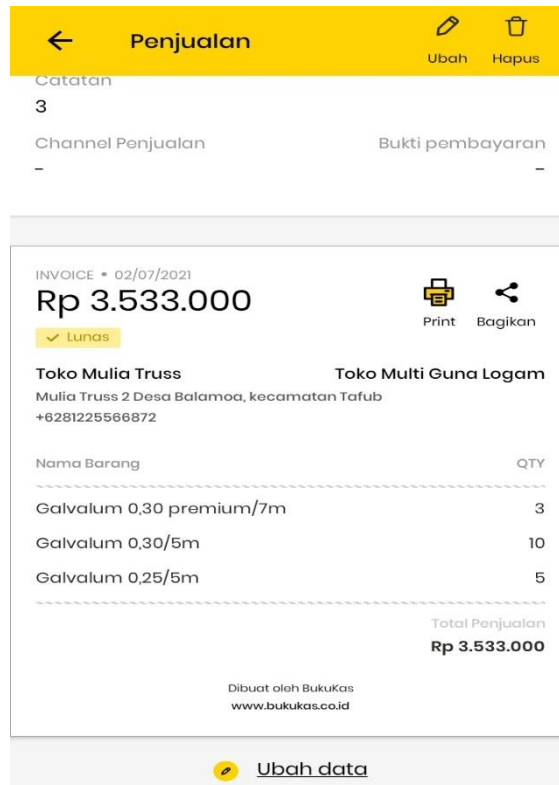 Penjualan
Ubah Hapus
Catatan
3
Channel Penjualan Bukti pembayaran
- -
INVOICE • 02/07/2021
Rp 3.533.000
Print Bagikan
Lunas
Toko Mulia Truss Toko Multi Guna Logam
Mulia Truss 2 Desa Balamoa, kecamatan Tafub
+6281225566872
Nama Barang QTY
Galvalum 0,30 premium/7m 3
Galvalum 0,30/5m 10
Galvalum 0,25/5m 5
Total Penjualan
Rp 3.533.000
Dibuat oleh BukuKas
www.bukukas.co.id
Ubah data